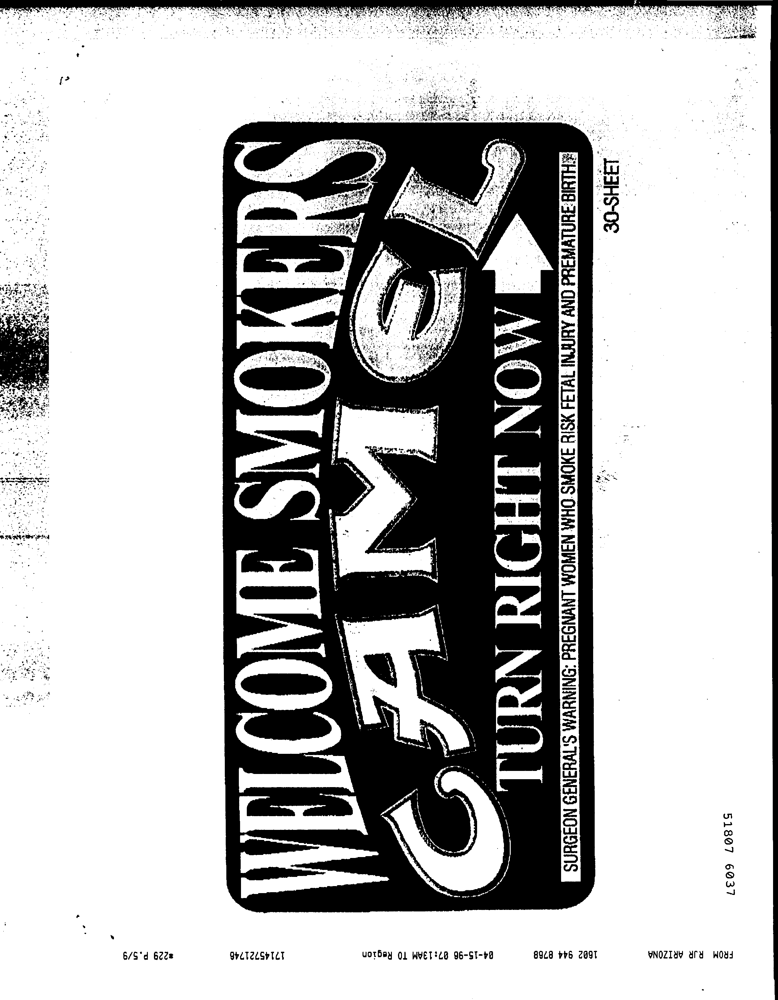 WELCOME SMOKERS
CAMEL
TURN RIGHT NOW
SURGEON GENERAL'S WARNING: PREGNANT WOMEN WHO SMOKE RISK FETAL INJURY AND PREMATURE BIRTH.
30-SHEET
51807 6037
FROM RJR ARIZONA 1602 944 8768 04-15-96 07:13AM TO Region 17145721746 #229 P.5/9